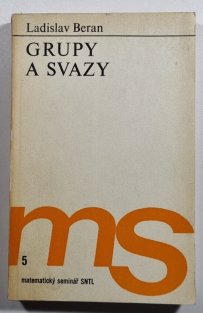 Ladislav Beran
GRUPY
A SVAZY
ms
5
matematický seminář SNTL